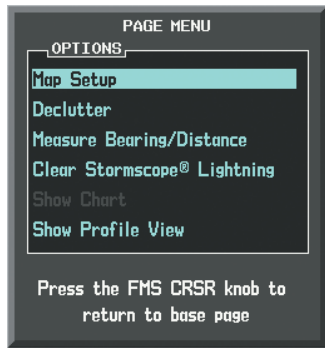 PAGE MENU
OPTIONS
Map Setup
Declutter
Measure Bearing/Distance
Clear Stormscope® Lightning
Show Chart
Show Profile View
Press the FMS CRSR knob to
return to base page